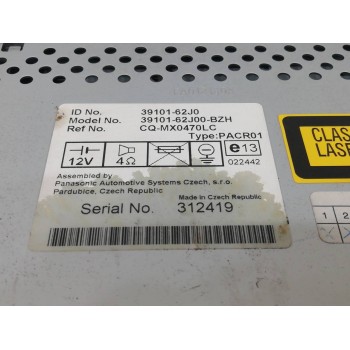 ID No. 39101-62J0
Model No. 39101-62J00-BZH
Ref No. CQ-MX0470LC
Type:PACR01
12V 4Ω e13
022442
Assembled by
Panasonic Automotive Systems Czech, s.r.o.
Pardubice, Czech Republic
Made in Czech Republic
Serial No. 312419
CLAS
LASE
1 2